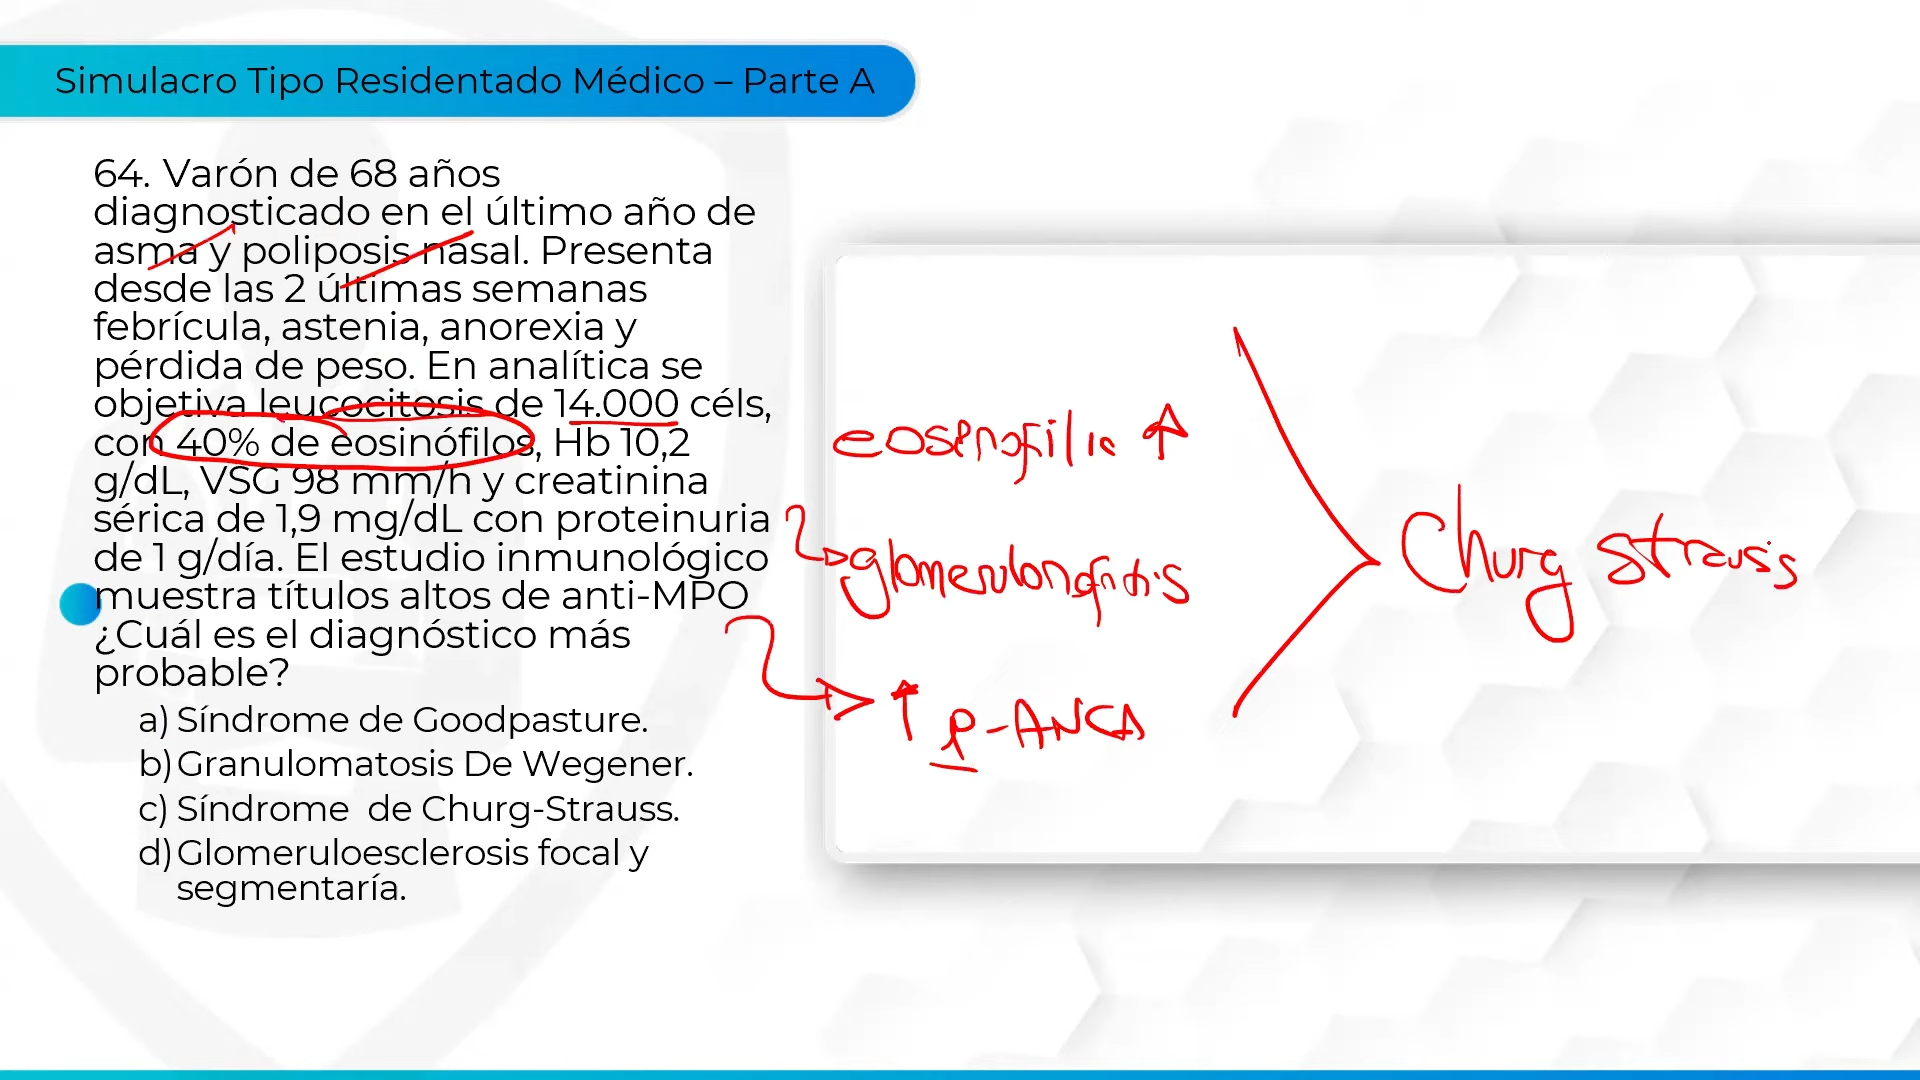 Simulacro Tipo Residentado Médico – Parte A
64. Varón de 68 años
diagnosticado en el último año de
asma y poliposis nasal. Presenta
desde las 2 últimas semanas
febrícula, astenia, anorexia y
pérdida de peso. En analítica se
objetiva leucocitosis de 14.000 céls,
con 40% de eosinófilos, Hb 10,2
g/dL, VSG 98 mm/h y creatinina
sérica de 1,9 mg/dL con proteinuria
de 1 g/día. El estudio inmunológico
muestra títulos altos de anti-MPO
¿Cuál es el diagnóstico más
probable?
a) Síndrome de Goodpasture.
b) Granulomatosis De Wegener.
c) Síndrome de Churg-Strauss.
d) Glomeruloesclerosis focal y
segmentaría.
eosinofilia ↑
glomerulonefritis
↑ p-ANCA
Churg strauss